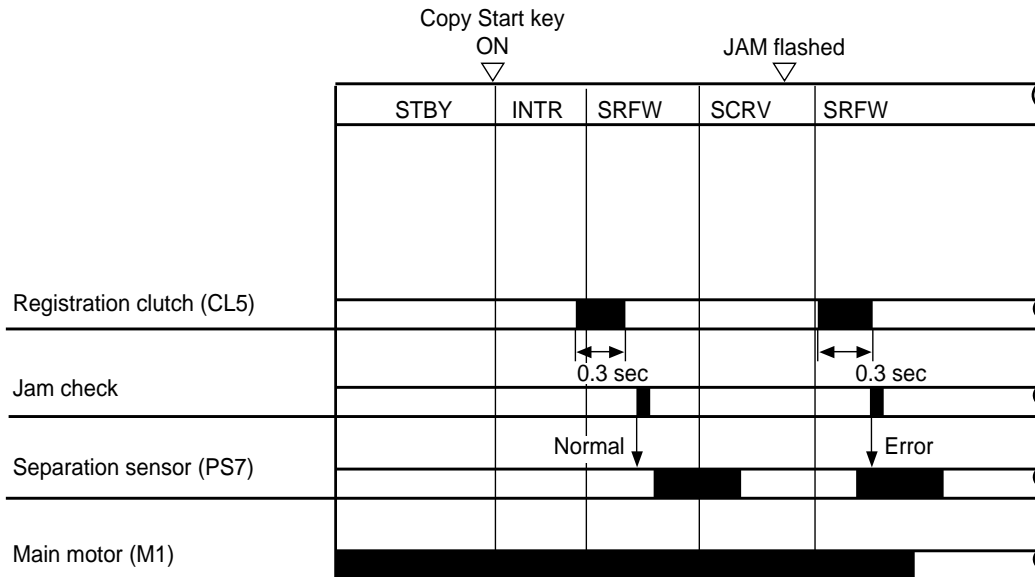 Copy Start key
ON
JAM flashed
STBY INTR SRFW SCRV SRFW
Registration clutch (CL5)
0.3 sec 0.3 sec
Jam check
Normal Error
Separation sensor (PS7)
Main motor (M1)